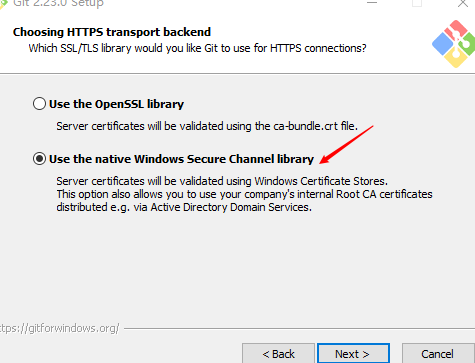 Git 2.23.0 Setup
Choosing HTTPS transport backend
Which SSL/TLS library would you like Git to use for HTTPS connections?
Use the OpenSSL library
Server certificates will be validated using the ca-bundle.crt file.
Use the native Windows Secure Channel library
Server certificates will be validated using Windows Certificate Stores.
This option also allows you to use your company's internal Root CA certificates
distributed e.g. via Active Directory Domain Services.
ttps://gitforwindows.org/
< Back
Next >
Cancel